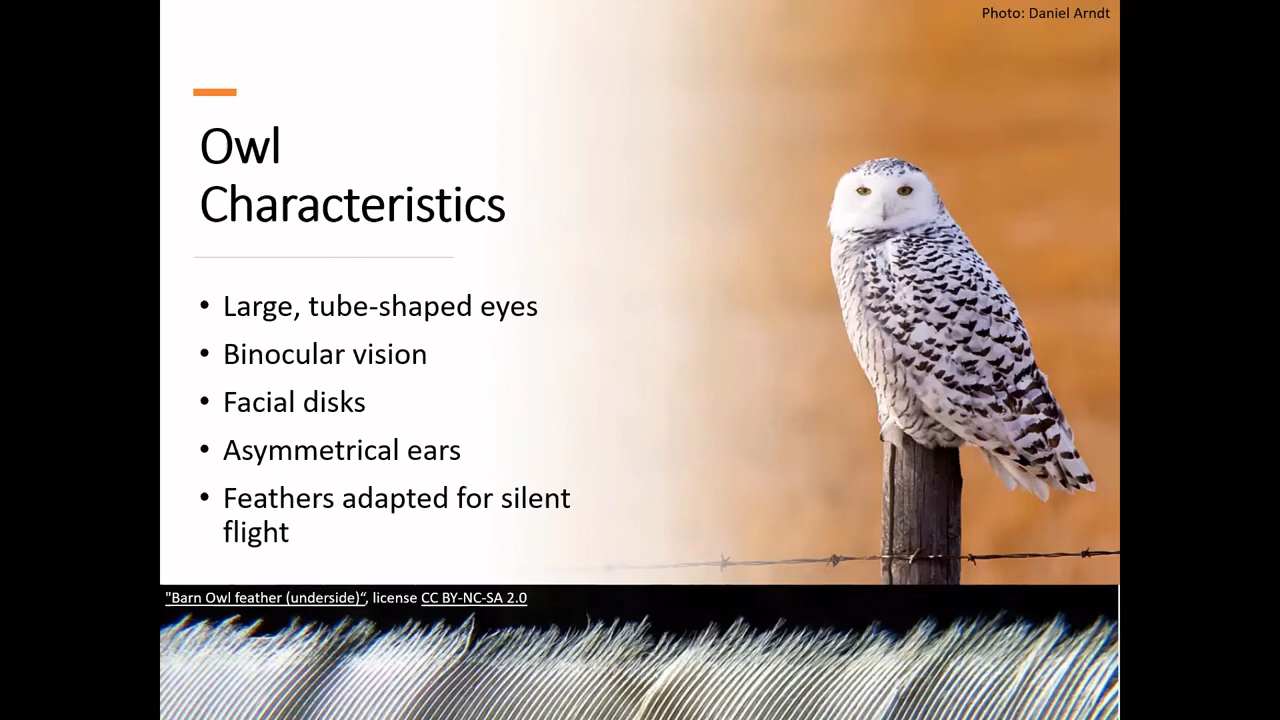 Photo: Daniel Arndt
Owl
Characteristics
• Large, tube-shaped eyes
• Binocular vision
• Facial disks
• Asymmetrical ears
• Feathers adapted for silent
flight
"Barn Owl feather (underside)“, license CC BY-NC-SA 2.0